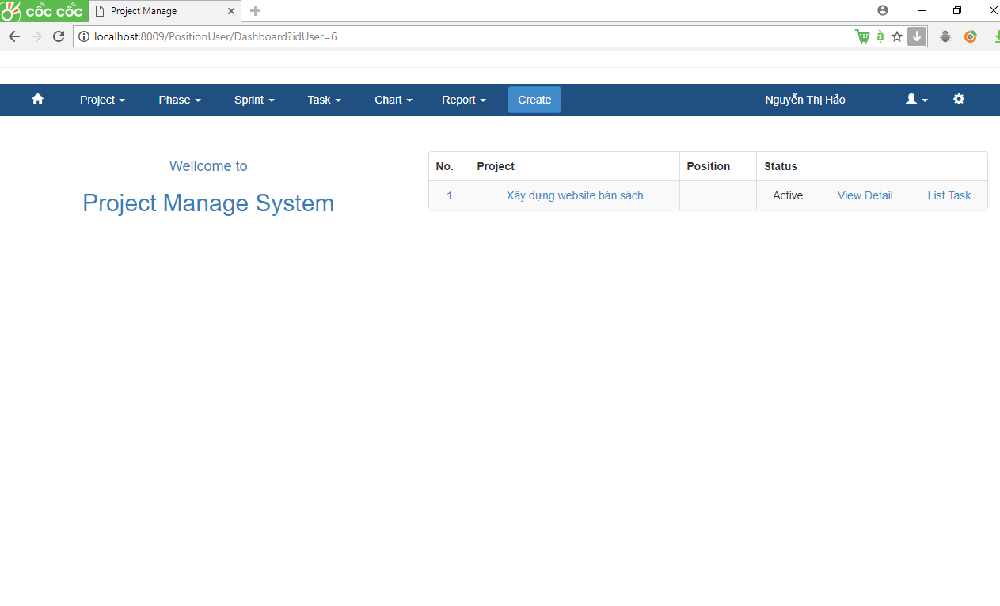 cốc cốc Project Manage
localhost:8009/PositionUser/Dashboard?idUser=6
Project Phase Sprint Task Chart Report Create Nguyễn Thị Hảo
Wellcome to
Project Manage System
No. Project Position Status
1 Xây dựng website bán sách Active View Detail List Task